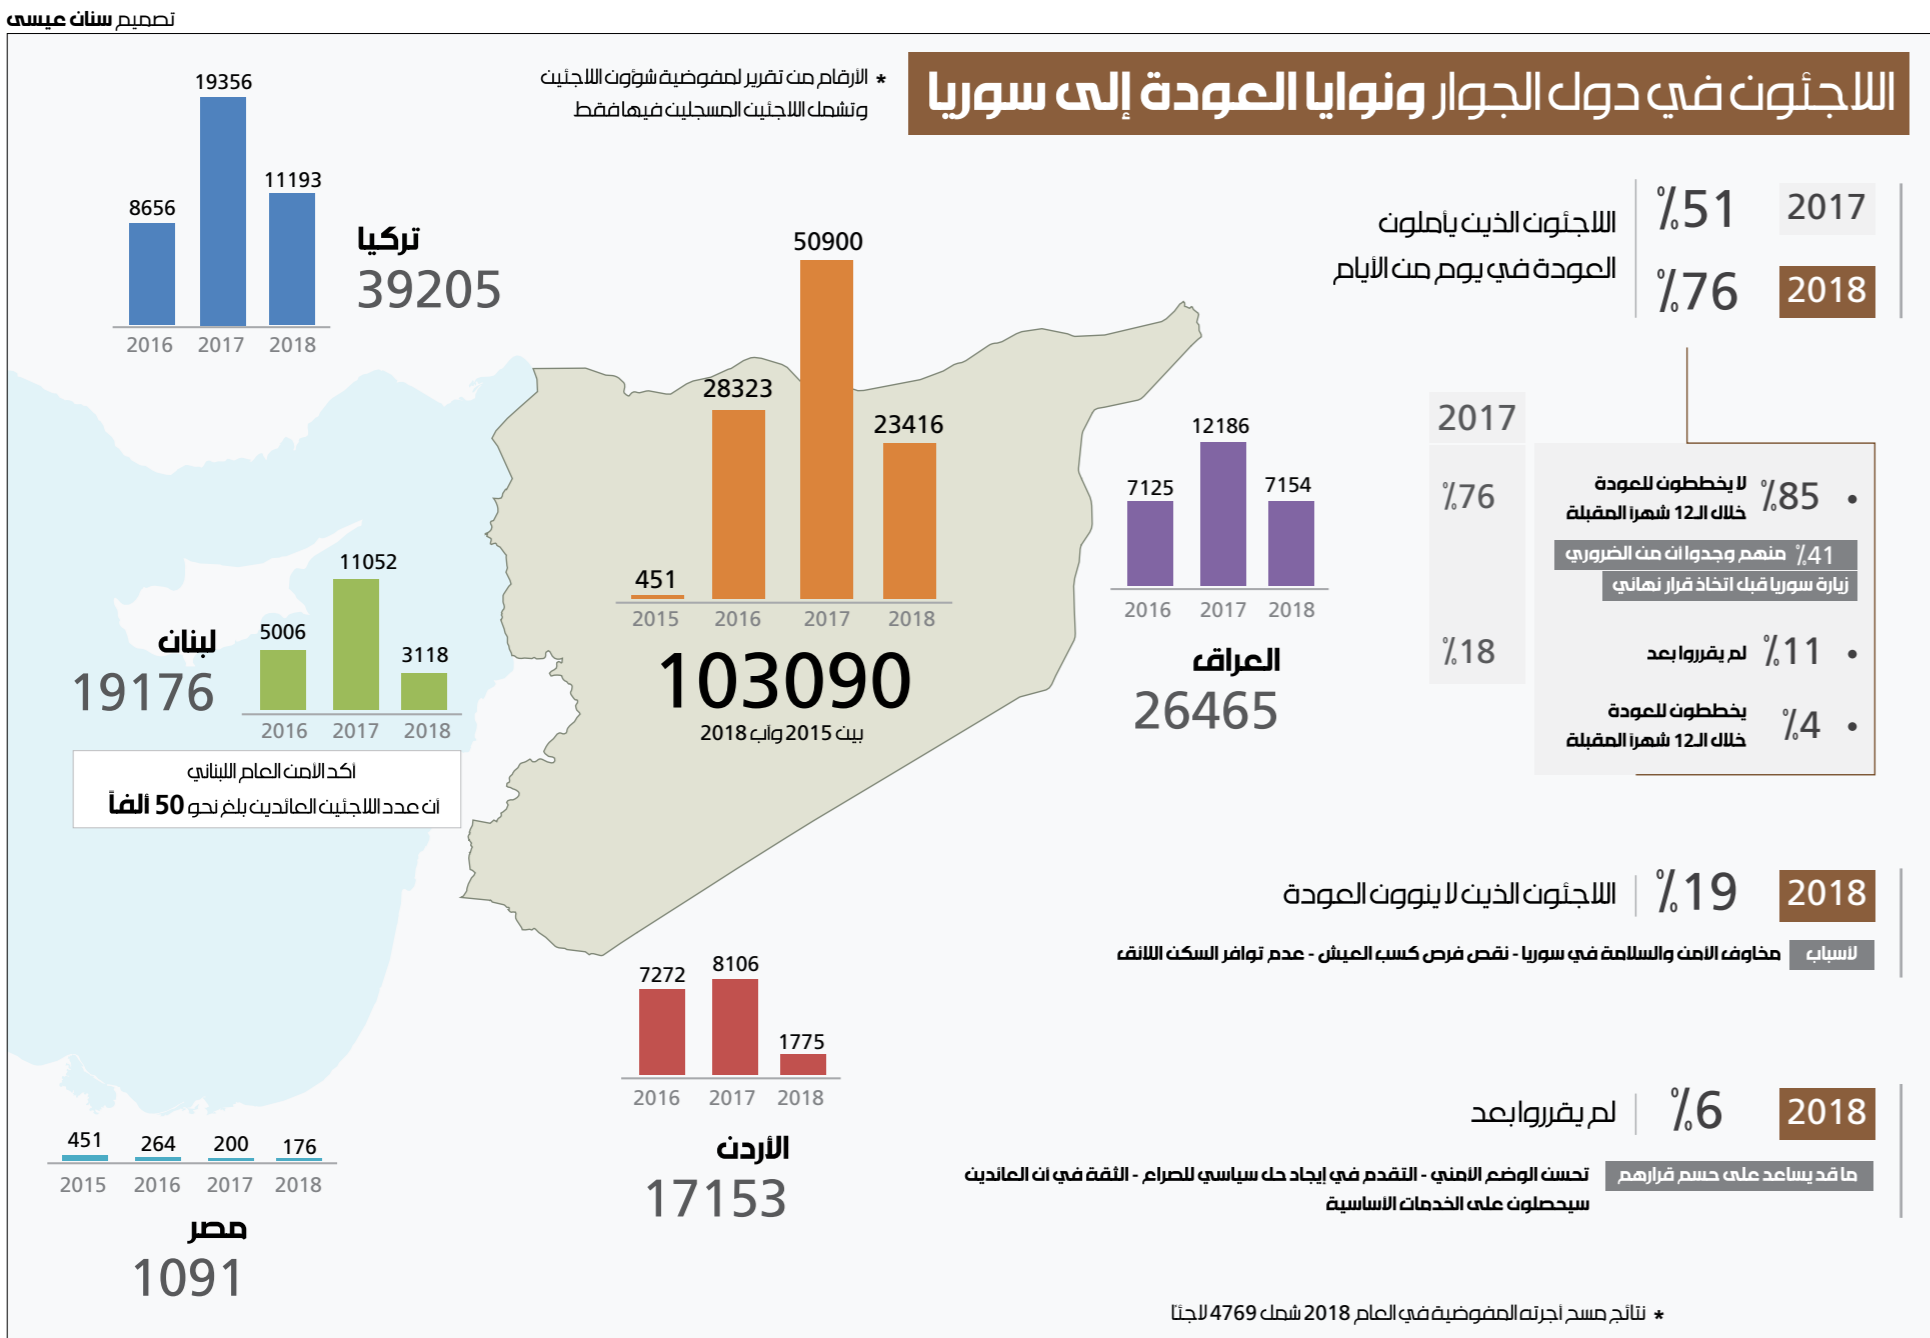 تصميم سنان عيسى
اللاجئون في دول الجوار ونوايا العودة إلى سوريا
* الأرقام من تقرير لمفوضية شؤون اللاجئين
وتشمل اللاجئين المسجلين فيها فقط
2017
%51
2018
%76
اللاجئون الذين يأملون
العودة في يوم من الأيام
2017
• %85 لا يخططون للعودة
خلال الـ12 شهراً المقبلة
%76
%41 منهم وجدوا أن من الضروري
زيارة سوريا قبل اتخاذ قرار نهائي
• %11 لم يقرروا بعد
%18
• %4 يخططون للعودة
خلال الـ12 شهراً المقبلة
2018 %19 اللاجئون الذين لا ينوون العودة
لأسباب مخاوف الأمن والسلامة في سوريا - نقص فرص كسب العيش - عدم توافر السكن اللائق
2018 %6 لم يقرروا بعد
ما قد يساعد على حسم قرارهم تحسن الوضع الأمني - التقدم في إيجاد حل سياسي للصراع - الثقة في أن العائدين
سيحصلون على الخدمات الأساسية
* نتائج مسح أجرته المفوضية في العام 2018 شمل 4769 لاجئا
8656 19356 11193
2016 2017 2018
تركيا
39205
451 28323 50900 23416
2015 2016 2017 2018
103090
بين 2015 وآب 2018
7125 12186 7154
2016 2017 2018
العراق
26465
5006 11052 3118
2016 2017 2018
لبنان
19176
أكد الأمن العام اللبناني
أن عدد اللاجئين العائدين بلغ نحو 50 ألفاً
7272 8106 1775
2016 2017 2018
الأردن
17153
451 264 200 176
2015 2016 2017 2018
مصر
1091